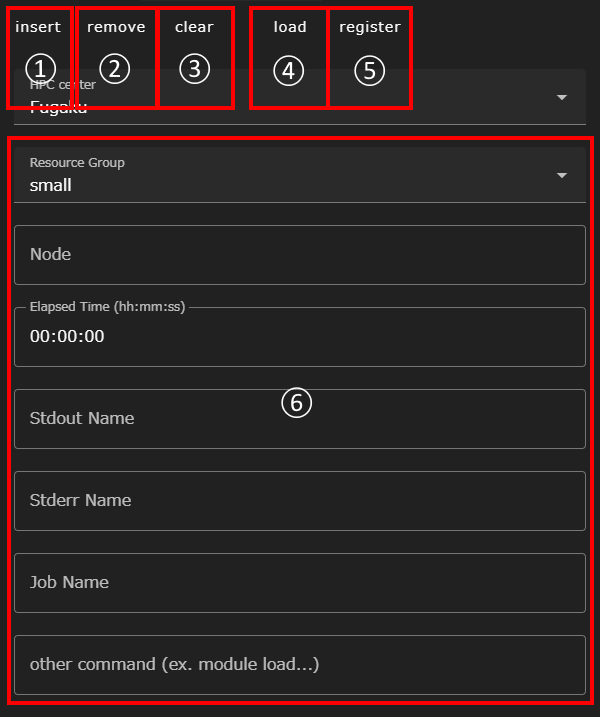 insert remove clear load register
① ② ③ ④ ⑤
HPC center
Fugaku
Resource Group
small
Node
Elapsed Time (hh:mm:ss)
00:00:00
⑥
Stdout Name
Stderr Name
Job Name
other command (ex. module load...)